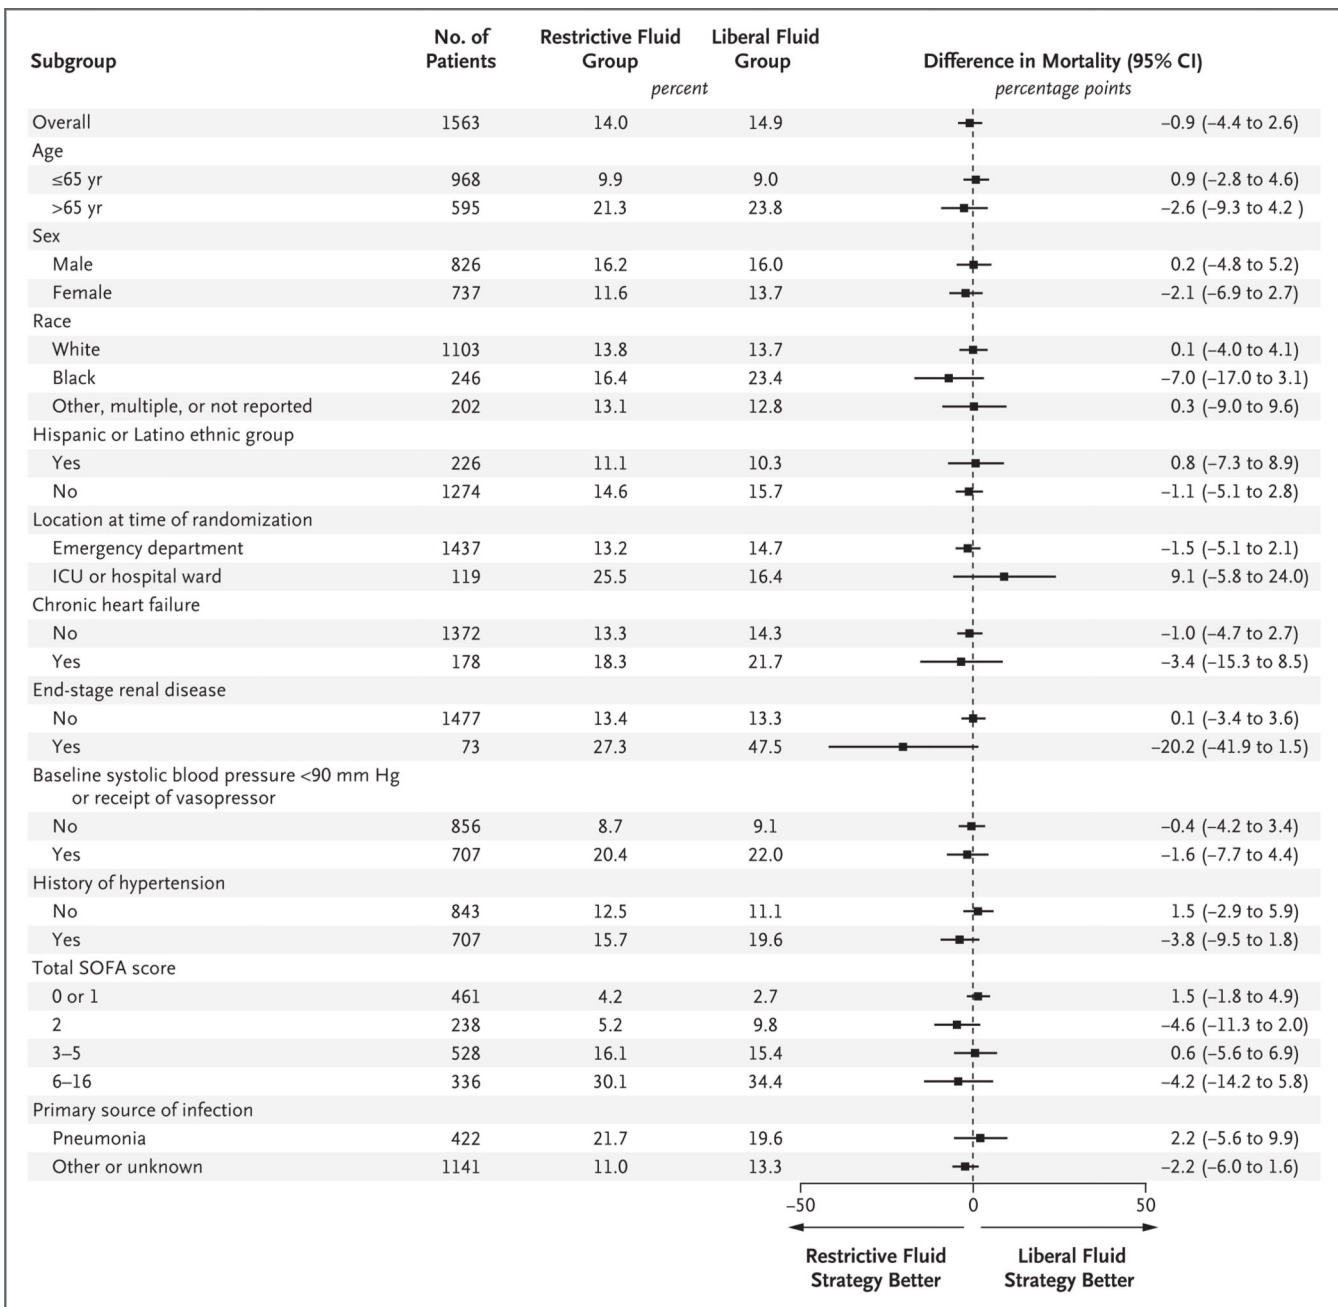 Subgroup No. of Patients Restrictive Fluid Group Liberal Fluid Group Difference in Mortality (95% CI)
percent percentage points
Overall 1563 14.0 14.9 −0.9 (−4.4 to 2.6)
Age
≤65 yr 968 9.9 9.0 0.9 (−2.8 to 4.6)
>65 yr 595 21.3 23.8 −2.6 (−9.3 to 4.2 )
Sex
Male 826 16.2 16.0 0.2 (−4.8 to 5.2)
Female 737 11.6 13.7 −2.1 (−6.9 to 2.7)
Race
White 1103 13.8 13.7 0.1 (−4.0 to 4.1)
Black 246 16.4 23.4 −7.0 (−17.0 to 3.1)
Other, multiple, or not reported 202 13.1 12.8 0.3 (−9.0 to 9.6)
Hispanic or Latino ethnic group
Yes 226 11.1 10.3 0.8 (−7.3 to 8.9)
No 1274 14.6 15.7 −1.1 (−5.1 to 2.8)
Location at time of randomization
Emergency department 1437 13.2 14.7 −1.5 (−5.1 to 2.1)
ICU or hospital ward 119 25.5 16.4 9.1 (−5.8 to 24.0)
Chronic heart failure
No 1372 13.3 14.3 −1.0 (−4.7 to 2.7)
Yes 178 18.3 21.7 −3.4 (−15.3 to 8.5)
End-stage renal disease
No 1477 13.4 13.3 0.1 (−3.4 to 3.6)
Yes 73 27.3 47.5 −20.2 (−41.9 to 1.5)
Baseline systolic blood pressure <90 mm Hg
or receipt of vasopressor
No 856 8.7 9.1 −0.4 (−4.2 to 3.4)
Yes 707 20.4 22.0 −1.6 (−7.7 to 4.4)
History of hypertension
No 843 12.5 11.1 1.5 (−2.9 to 5.9)
Yes 707 15.7 19.6 −3.8 (−9.5 to 1.8)
Total SOFA score
0 or 1 461 4.2 2.7 1.5 (−1.8 to 4.9)
2 238 5.2 9.8 −4.6 (−11.3 to 2.0)
3–5 528 16.1 15.4 0.6 (−5.6 to 6.9)
6–16 336 30.1 34.4 −4.2 (−14.2 to 5.8)
Primary source of infection
Pneumonia 422 21.7 19.6 2.2 (−5.6 to 9.9)
Other or unknown 1141 11.0 13.3 −2.2 (−6.0 to 1.6)
−50 0 50
Restrictive Fluid Strategy Better Liberal Fluid Strategy Better